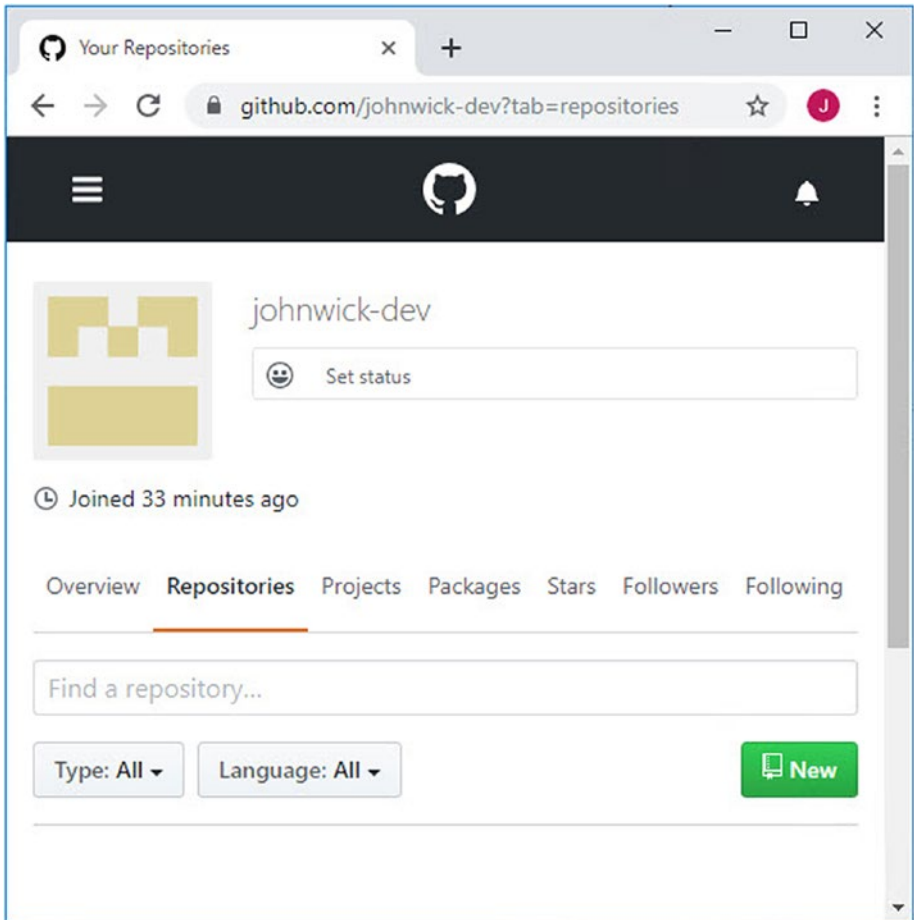 Your Repositories
github.com/johnwick-dev?tab=repositories
J
johnwick-dev
Set status
Joined 33 minutes ago
Overview Repositories Projects Packages Stars Followers Following
Find a repository...
Type: All Language: All New